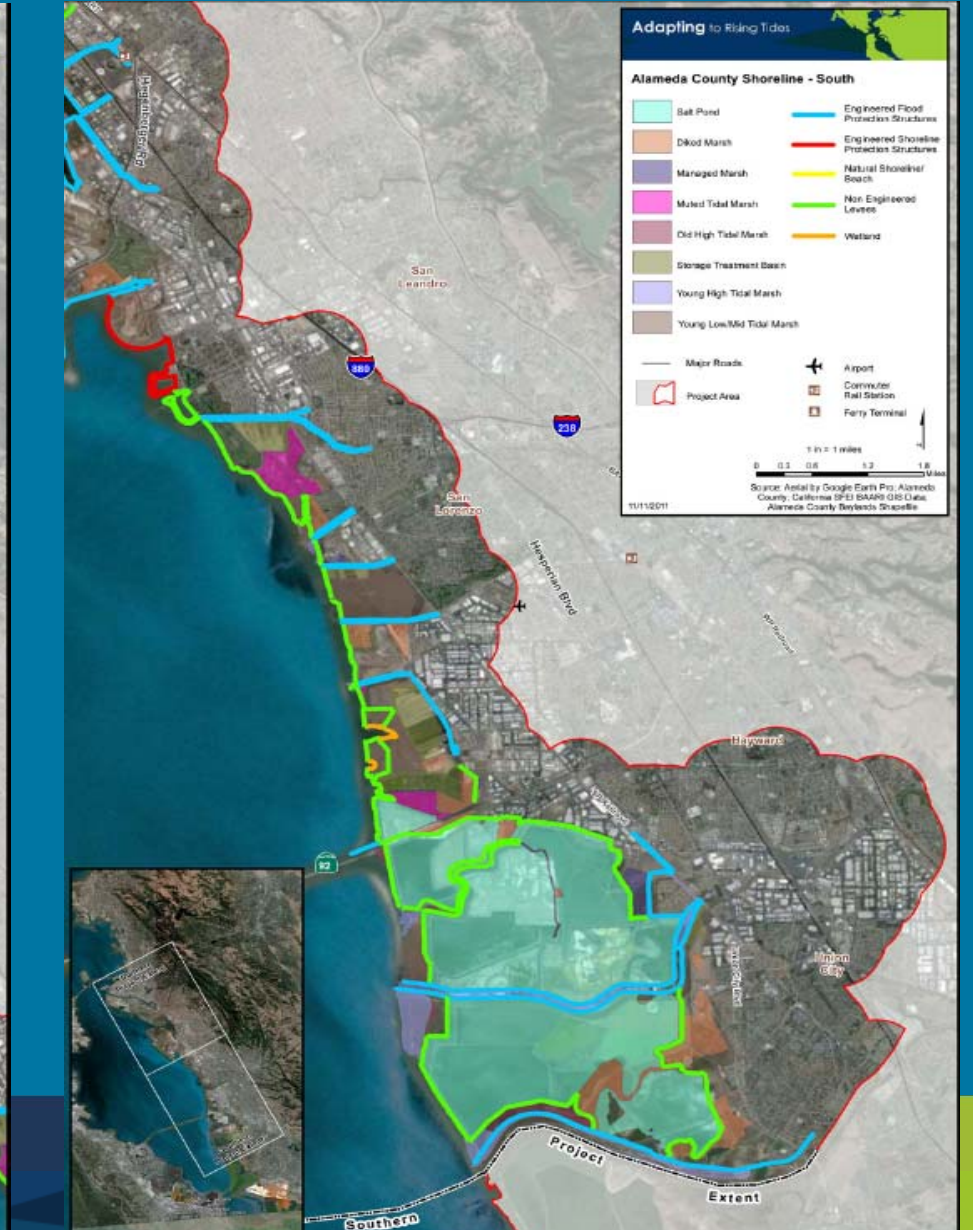 Adapting to Rising Tides
Alameda County Shoreline - South
Salt Pond
Diked Marsh
Managed Marsh
Muted Tidal Marsh
Old High Tidal Marsh
Storage Treatment Basin
Young High Tidal Marsh
Young Low/Mid Tidal Marsh
Engineered Flood
Protection Structures
Engineered Shoreline
Protection Structures
Natural Shoreline/
Beach
Non Engineered
Levees
Wetland
Major Roads
Project Area
Airport
Commuter
Rail Station
Ferry Terminal
1 in = 1 miles
0 0.3 0.6 1.2 1.8
Miles
Source: Aerial by Google Earth Pro; Alameda
County; California SFEI BAARI GIS Data;
Alameda County Baylands Shapefile
11/11/2011
Hegenberger Rd
San
Leandro
880
238
San
Lorenzo
Hesperian Blvd
Hayward
92
Union
City
Project
Extent
Southern